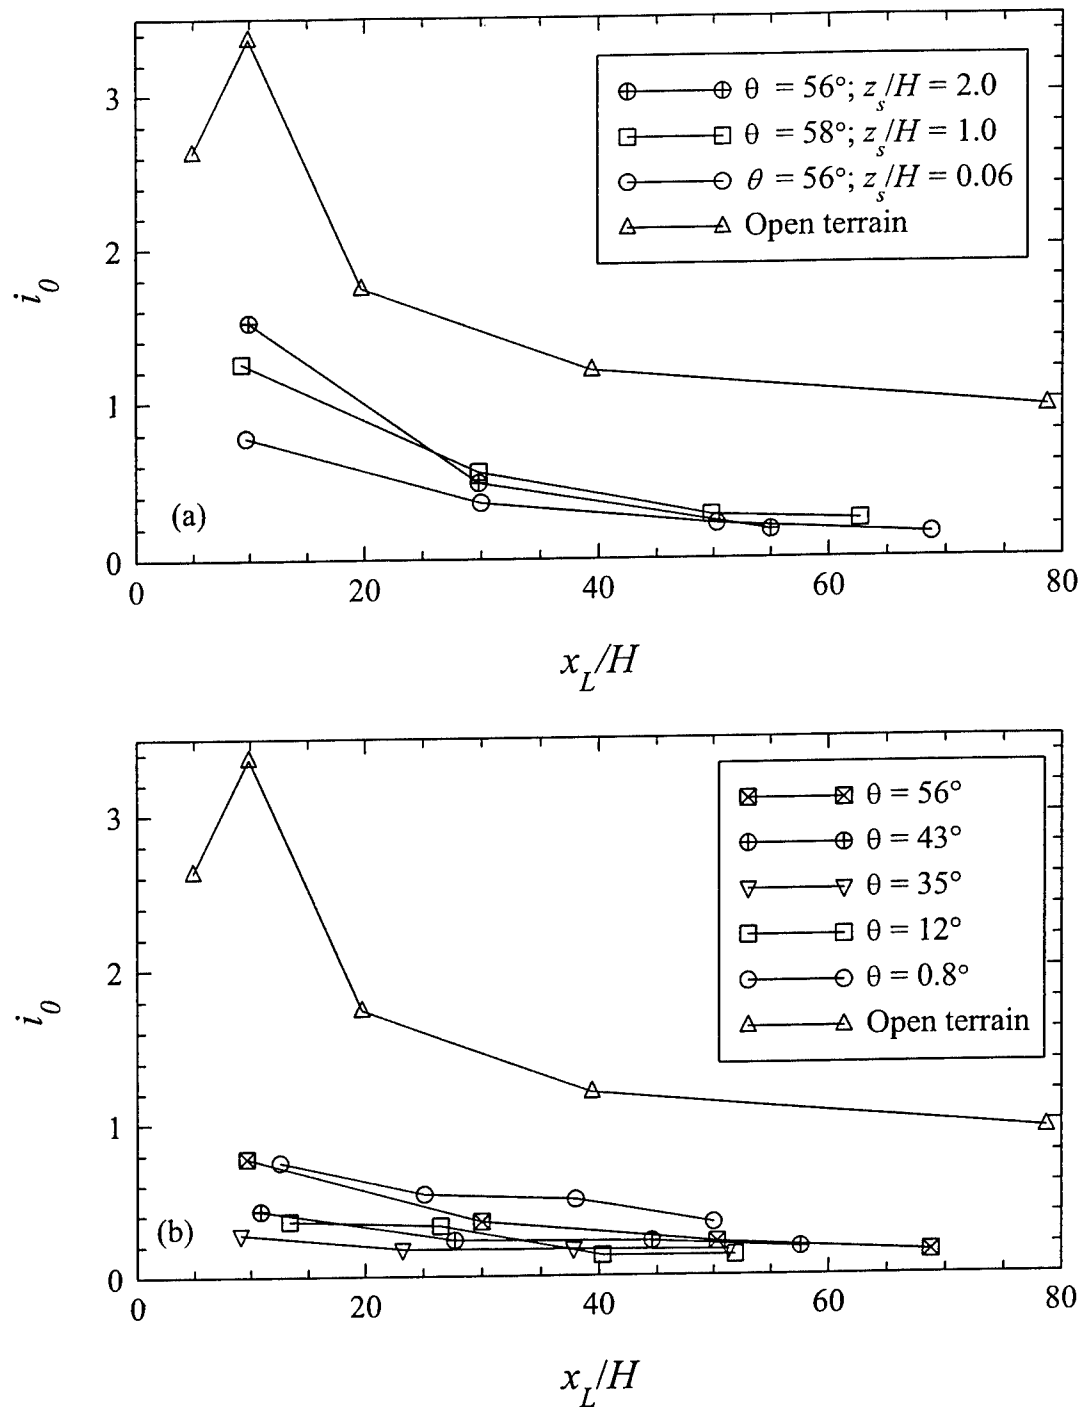 3
2
1
0
i_0
θ = 56°; z_s/H = 2.0
θ = 58°; z_s/H = 1.0
θ = 56°; z_s/H = 0.06
Open terrain
(a)
0 20 40 60 80
x_L/H
3
2
1
0
i_0
θ = 56°
θ = 43°
θ = 35°
θ = 12°
θ = 0.8°
Open terrain
(b)
0 20 40 60 80
x_L/H